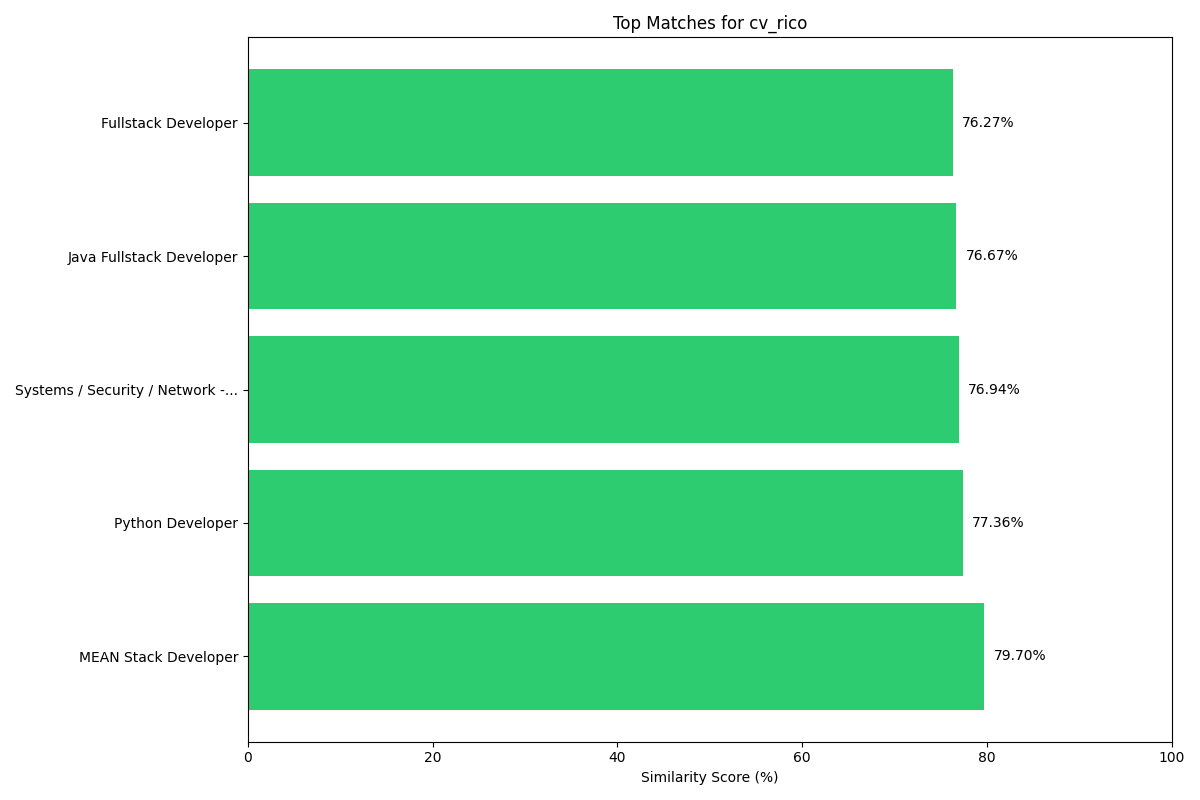 Top Matches for cv_rico
Fullstack Developer
76.27%
Java Fullstack Developer
76.67%
Systems / Security / Network -...
76.94%
Python Developer
77.36%
MEAN Stack Developer
79.70%
0 20 40 60 80 100
Similarity Score (%)